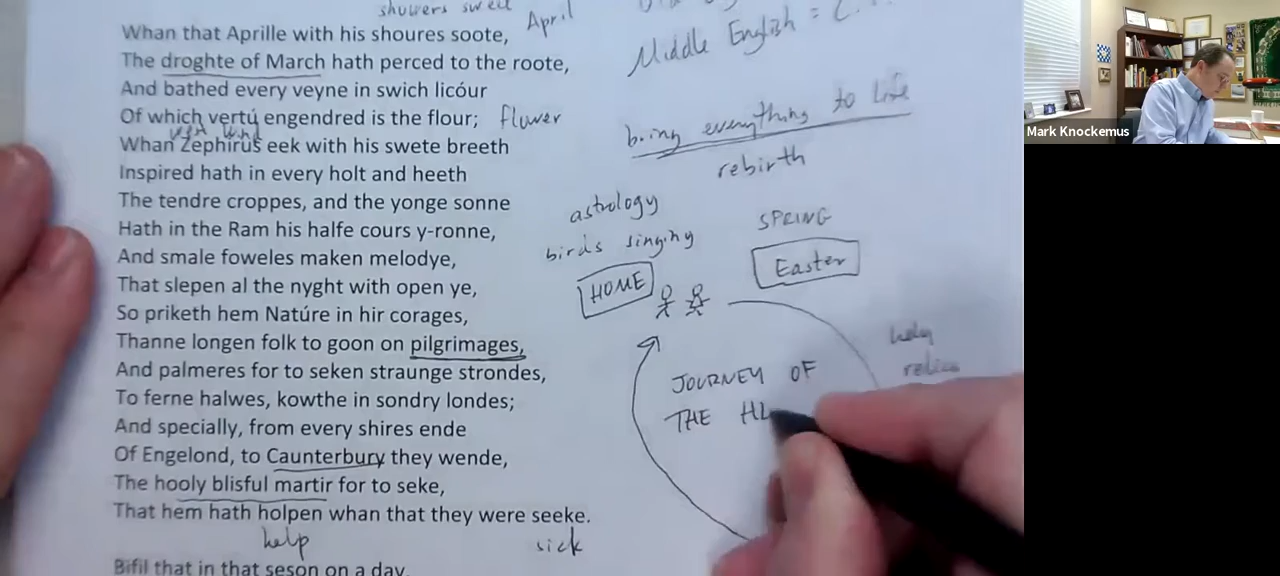 showers swell
April
Middle English =
Whan that Aprille with his shoures soote,
The droghte of March hath perced to the roote,
And bathed every veyne in swich licóur
Of which vertú engendred is the flour;
flower
west wind
Whan Zephirus eek with his swete breeth
Inspired hath in every holt and heeth
The tendre croppes, and the yonge sonne
Hath in the Ram his halfe cours y-ronne,
And smale foweles maken melodye,
That slepen al the nyght with open ye,
So priketh hem Natúre in hir corages,
Thanne longen folk to goon on pilgrimages,
And palmeres for to seken straunge strondes,
To ferne halwes, kowthe in sondry londes;
And specially, from every shires ende
Of Engelond, to Caunterbury they wende,
The hooly blisful martir for to seke,
That hem hath holpen whan that they were seeke.
help
sick
Bifil that in that seson on a day,
bring everything to life
rebirth
astrology
birds singing
SPRING
HOME
Easter
holy
relics
JOURNEY OF
THE
Mark Knockemus